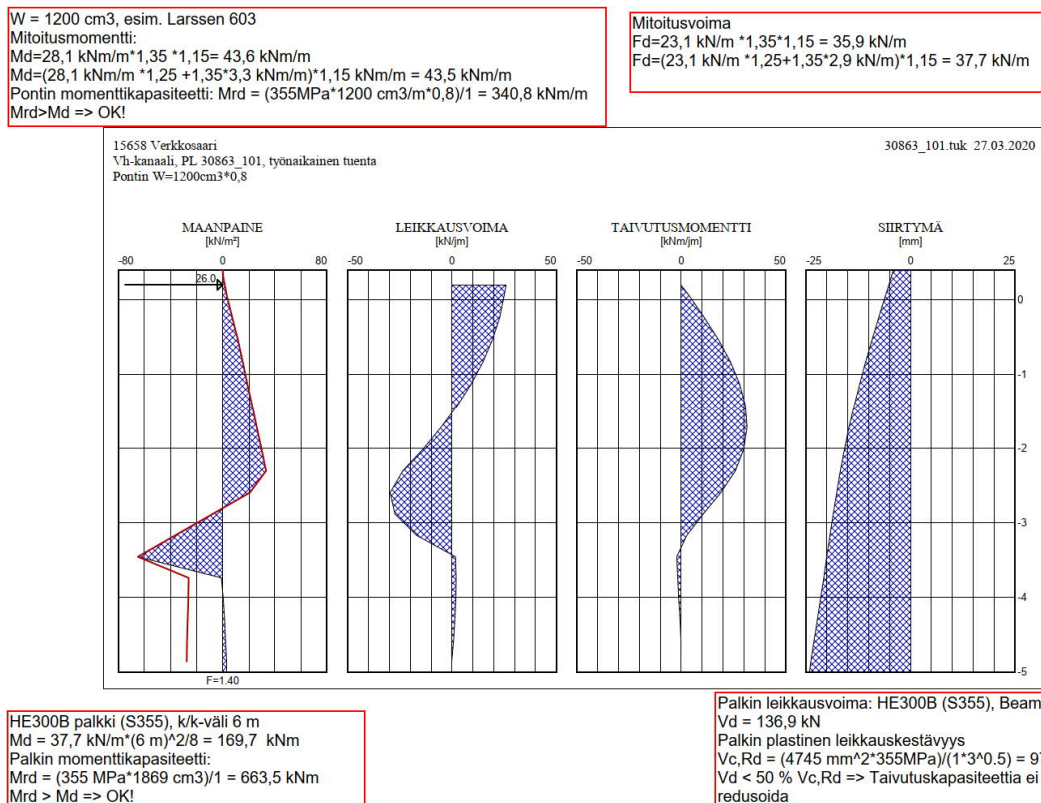 W = 1200 cm3, esim. Larssen 603
Mitoitusmomentti:
Md=28,1 kNm/m*1,35 *1,15= 43,6 kNm/m
Md=(28,1 kNm/m *1,25 +1,35*3,3 kNm/m)*1,15 kNm/m = 43,5 kNm/m
Pontin momenttikapasiteetti: Mrd = (355MPa*1200 cm3/m*0,8)/1 = 340,8 kNm/m
Mrd>Md => OK!
Mitoitusvoima
Fd=23,1 kN/m *1,35*1,15 = 35,9 kN/m
Fd=(23,1 kN/m *1,25+1,35*2,9 kN/m)*1,15 = 37,7 kN/m
15658 Verkkosaari
Vh-kanaali, PL 30863_101, työnaikainen tuenta
Pontin W=1200cm3*0,8
30863_101.tuk 27.03.2020
MAANPAINE
[kN/m²]
-80 0 80
LEIKKAUSVOIMA
[kN/jm]
-50 0 50
TAIVUTUSMOMENTTI
[kNm/jm]
-50 0 50
SIIRTYMÄ
[mm]
-25 0 25
26.0
0
-1
-2
-3
-4
-5
F=1.40
HE300B palkki (S355), k/k-väli 6 m
Md = 37,7 kN/m*(6 m)^2/8 = 169,7 kNm
Palkin momenttikapasiteetti:
Mrd = (355 MPa*1869 cm3)/1 = 663,5 kNm
Mrd > Md => OK!
Palkin leikkausvoima: HE300B (S355), Beam
Vd = 136,9 kN
Palkin plastinen leikkauskestävyys
Vc,Rd = (4745 mm^2*355MPa)/(1*3^0.5) =
Vd < 50 % Vc,Rd => Taivutuskapasiteettia ei
redusoida